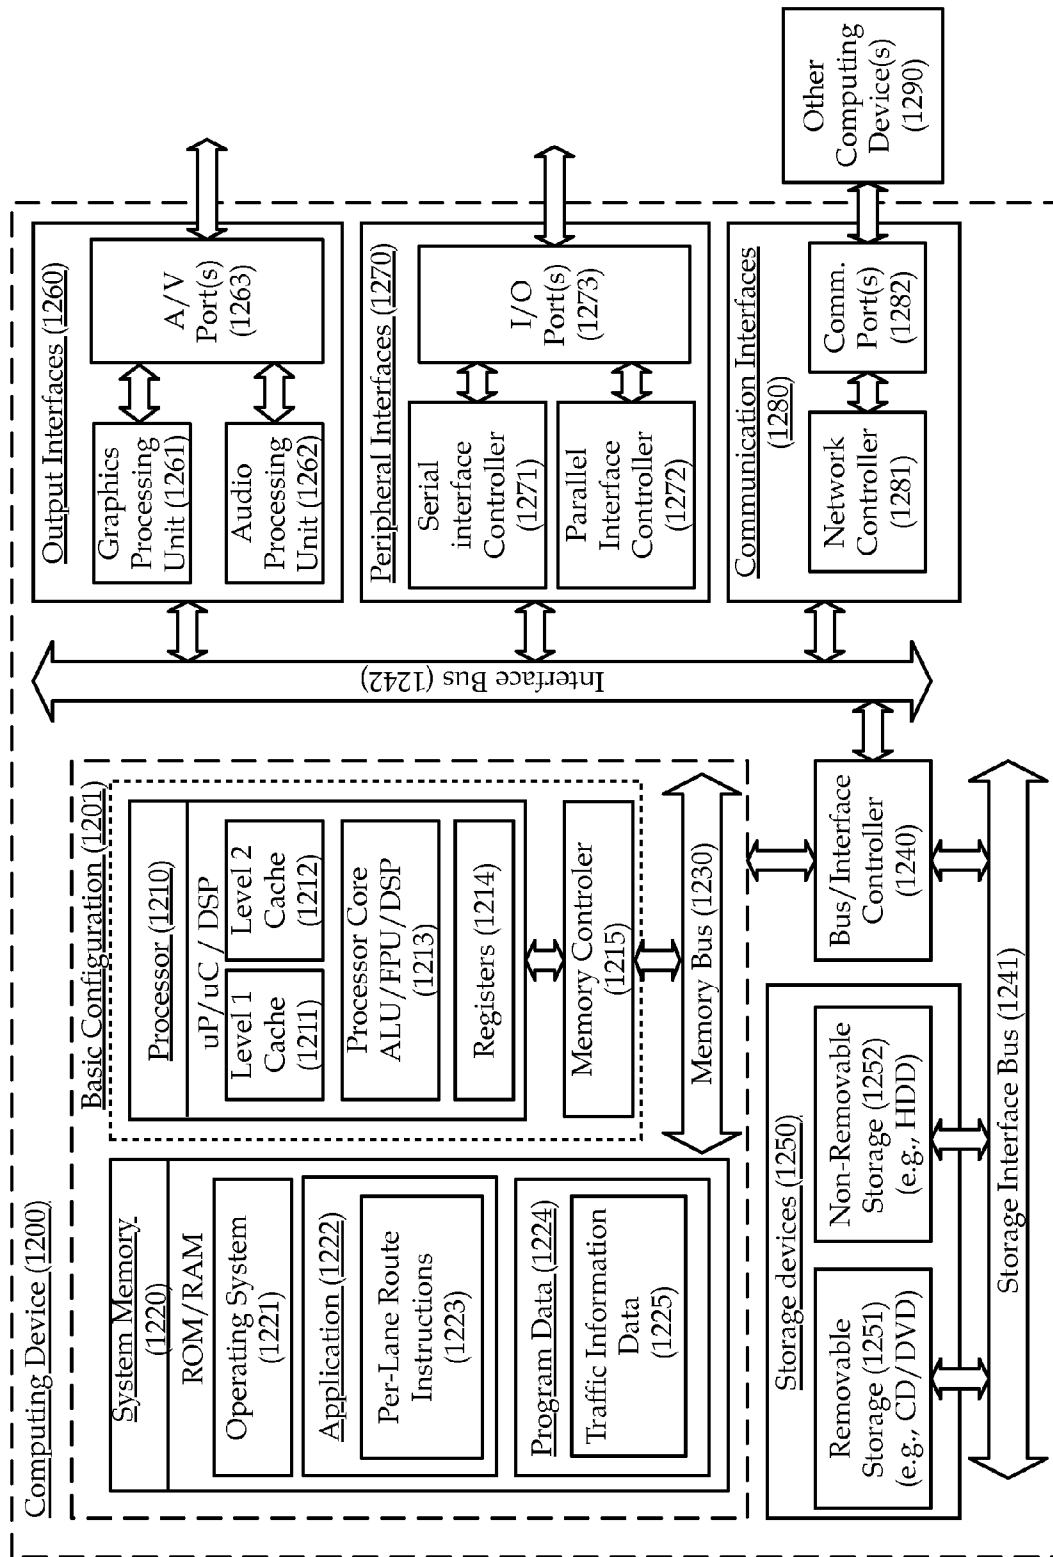 Computing Device (1200)
Basic Configuration (1201)
System Memory
(1220)
ROM/RAM
Operating System
(1221)
Application (1222)
Per-Lane Route
Instructions
(1223)
Program Data (1224)
Traffic Information
Data
(1225)
Processor (1210)
uP/uC / DSP
Level 1
Cache
(1211)
Level 2
Cache
(1212)
Processor Core
ALU/FPU/DSP
(1213)
Registers (1214)
Memory Controler
(1215)
Memory Bus (1230)
Bus/Interface
Controller
(1240)
Interface Bus (1242)
Output Interfaces (1260)
Graphics
Processing
Unit (1261)
Audio
Processing
Unit (1262)
A/V
Port(s)
(1263)
Peripheral Interfaces (1270)
Serial
interface
Controller
(1271)
Parallel
Interface
Controller
(1272)
I/O
Port(s)
(1273)
Communication Interfaces
(1280)
Network
Controller
(1281)
Comm.
Port(s)
(1282)
Other
Computing
Device(s)
(1290)
Storage devices (1250)
Removable
Storage (1251)
(e.g., CD/DVD)
Non-Removable
Storage (1252)
(e.g., HDD)
Storage Interface Bus (1241)